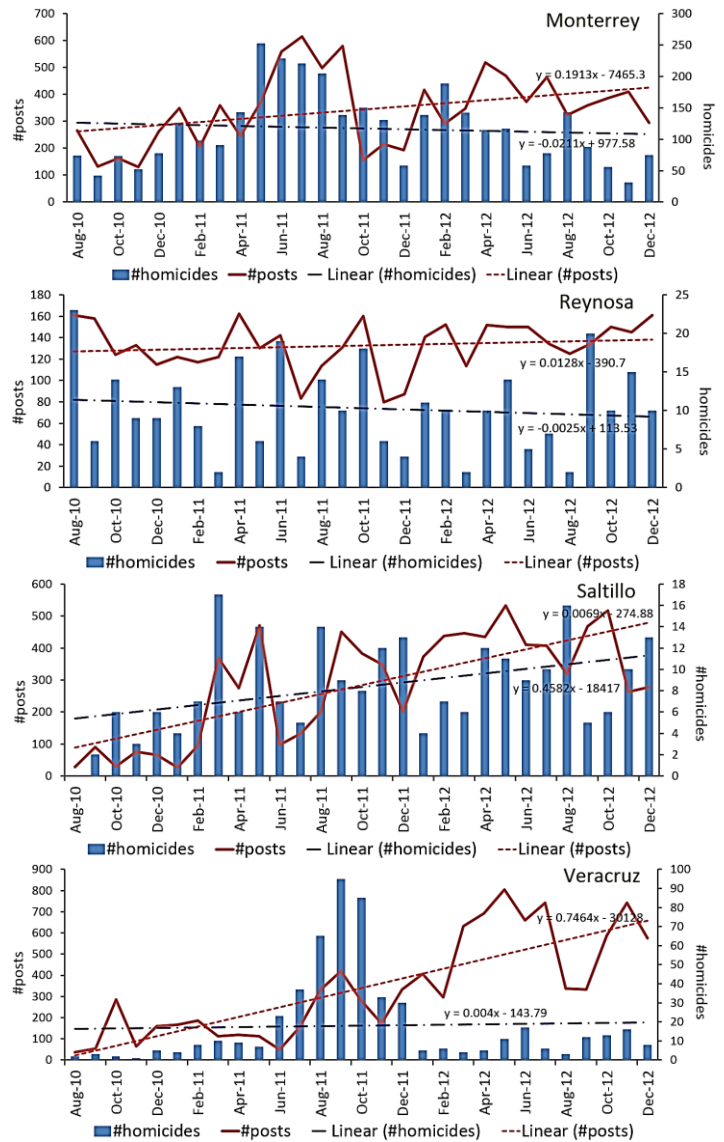 Monterrey
700
600
500
400
300
200
100
0
#posts
300
250
200
150
100
50
0
homicides
y = 0.1913x - 7465.3
y = -0.0211x + 977.58
Aug-10 Oct-10 Dec-10 Feb-11 Apr-11 Jun-11 Aug-11 Oct-11 Dec-11 Feb-12 Apr-12 Jun-12 Aug-12 Oct-12 Dec-12
#homicides #posts Linear (#homicides) Linear (#posts)
Reynosa
180
160
140
120
100
80
60
40
20
0
#posts
25
20
15
10
5
0
homicides
y = 0.0128x - 390.7
y = -0.0025x + 113.53
Aug-10 Oct-10 Dec-10 Feb-11 Apr-11 Jun-11 Aug-11 Oct-11 Dec-11 Feb-12 Apr-12 Jun-12 Aug-12 Oct-12 Dec-12
#homicides #posts Linear (#homicides) Linear (#posts)
Saltillo
600
500
400
300
200
100
0
#posts
18
16
14
12
10
8
6
4
2
0
#homicides
y = 0.0069x - 274.88
y = 0.4582x - 18417
Aug-10 Oct-10 Dec-10 Feb-11 Apr-11 Jun-11 Aug-11 Oct-11 Dec-11 Feb-12 Apr-12 Jun-12 Aug-12 Oct-12 Dec-12
#homicides #posts Linear (#homicides) Linear (#posts)
Veracruz
900
800
700
600
500
400
300
200
100
0
#posts
100
90
80
70
60
50
40
30
20
10
0
#homicides
y = 0.7464x - 30128
y = 0.004x - 143.79
Aug-10 Oct-10 Dec-10 Feb-11 Apr-11 Jun-11 Aug-11 Oct-11 Dec-11 Feb-12 Apr-12 Jun-12 Aug-12 Oct-12 Dec-12
#homicides #posts Linear (#homicides) Linear (#posts)